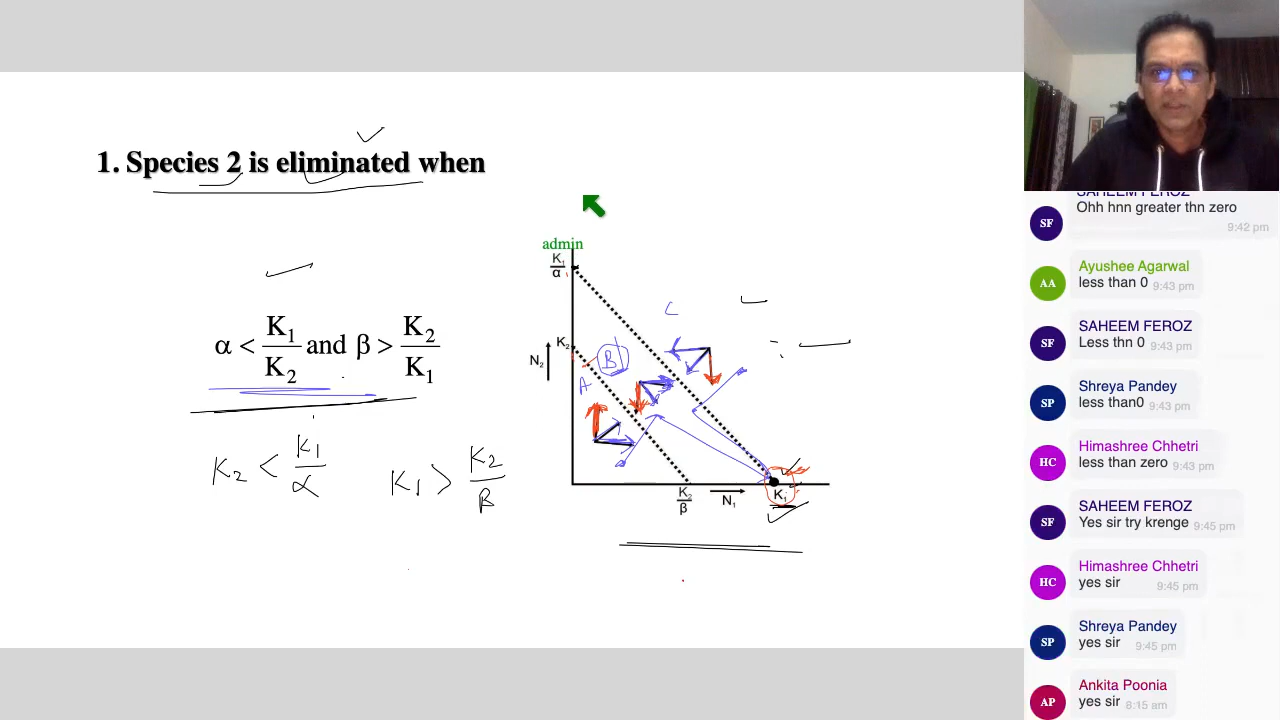 1. Species 2 is eliminated when
α < K₁/K₂ and β > K₂/K₁
K₂ < K₁/α
K₁ > K₂/β
admin
K₁/α
K₂
N₂
A
B
C
K₂/β
N₁
K₁
SAHEEM FEROZ
SF
Ohh hnn greater thn zero
9:42 pm
AA
Ayushee Agarwal
less than 0 9:43 pm
SF
SAHEEM FEROZ
Less thn 0 9:43 pm
SP
Shreya Pandey
less than0 9:43 pm
HC
Himashree Chhetri
less than zero 9:43 pm
SF
SAHEEM FEROZ
Yes sir try krenge 9:45 pm
HC
Himashree Chhetri
yes sir 9:45 pm
SP
Shreya Pandey
yes sir 9:45 pm
AP
Ankita Poonia
yes sir 8:15 am